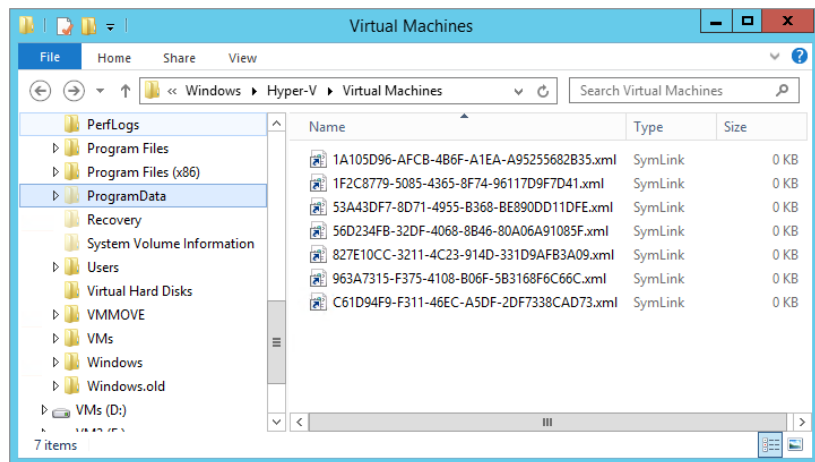 Virtual Machines
File Home Share View
« Windows Hyper-V Virtual Machines Search Virtual Machines
PerfLogs
Program Files
Program Files (x86)
ProgramData
Recovery
System Volume Information
Users
Virtual Hard Disks
VMMOVE
VMs
Windows
Windows.old
VMs (D:)
Name Type Size
1A105D96-AFCB-4B6F-A1EA-A95255682B35.xml SymLink 0 KB
1F2C8779-5085-4365-8F74-96117D9F7D41.xml SymLink 0 KB
53A43DF7-8D71-4955-B368-BE890DD11DFE.xml SymLink 0 KB
56D234FB-32DF-4068-8B46-80A06A91085F.xml SymLink 0 KB
827E10CC-3211-4C23-914D-331D9AFB3A09.xml SymLink 0 KB
963A7315-F375-4108-B06F-5B3168F6C66C.xml SymLink 0 KB
C61D94F9-F311-46EC-A5DF-2DF7338CAD73.xml SymLink 0 KB
7 items